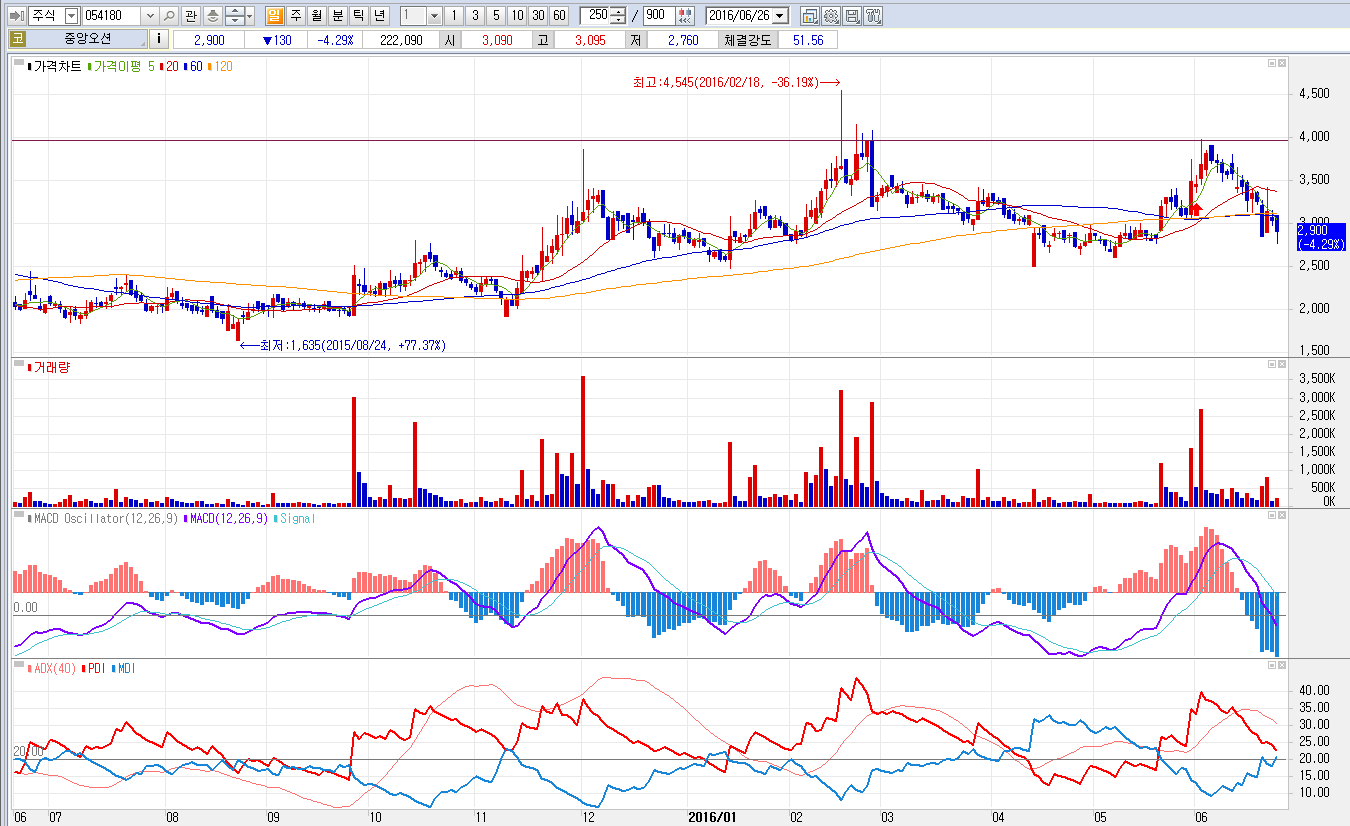 주식 054180 관 일 주 월 분 틱 년 1 1 3 5 10 30 60 250 / 900 2016/06/26
코 중앙오션 i 2,900 ▼130 -4.29% 222,090 시 3,090 고 3,095 저 2,760 체결강도 51.56
가격차트 가격이평 5 20 60 120
최고:4,545(2016/02/18, -36.19%)→
4,500
4,000
3,500
3,000
2,900
(-4.29%)
2,500
2,000
←최저:1,635(2015/08/24, +77.37%)
1,500
거래량
3,500K
3,000K
2,500K
2,000K
1,500K
1,000K
500K
0K
MACD Oscillator(12,26,9) MACD(12,26,9) Signal
0.00
ADX(40) PDI MDI
40.00
35.00
30.00
25.00
20.00 20.00
15.00
10.00
06 07 08 09 10 11 12 2016/01 02 03 04 05 06